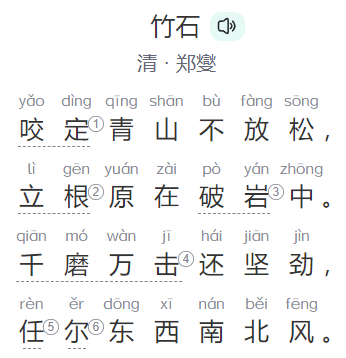 竹石
清 · 郑燮
yǎo dìng qīng shān bù fàng sōng
咬定①青山不放松，
lì gēn yuán zài pò yán zhōng
立根②原在破岩③中。
qiān mó wàn jī hái jiān jìn
千磨万击④还坚劲，
rèn ěr dōng xī nán běi fēng
任⑤尔⑥东西南北风。